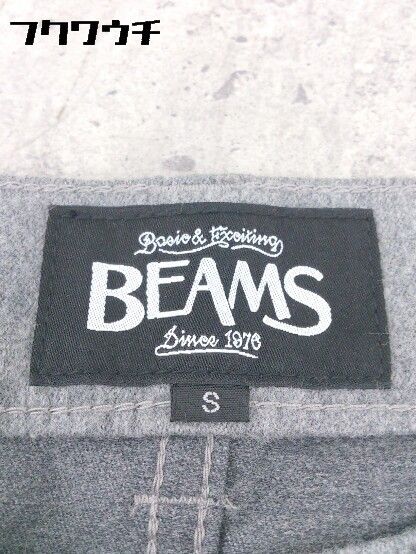 フクワウチ
Basic & Exciting
BEAMS
Since 1976
S